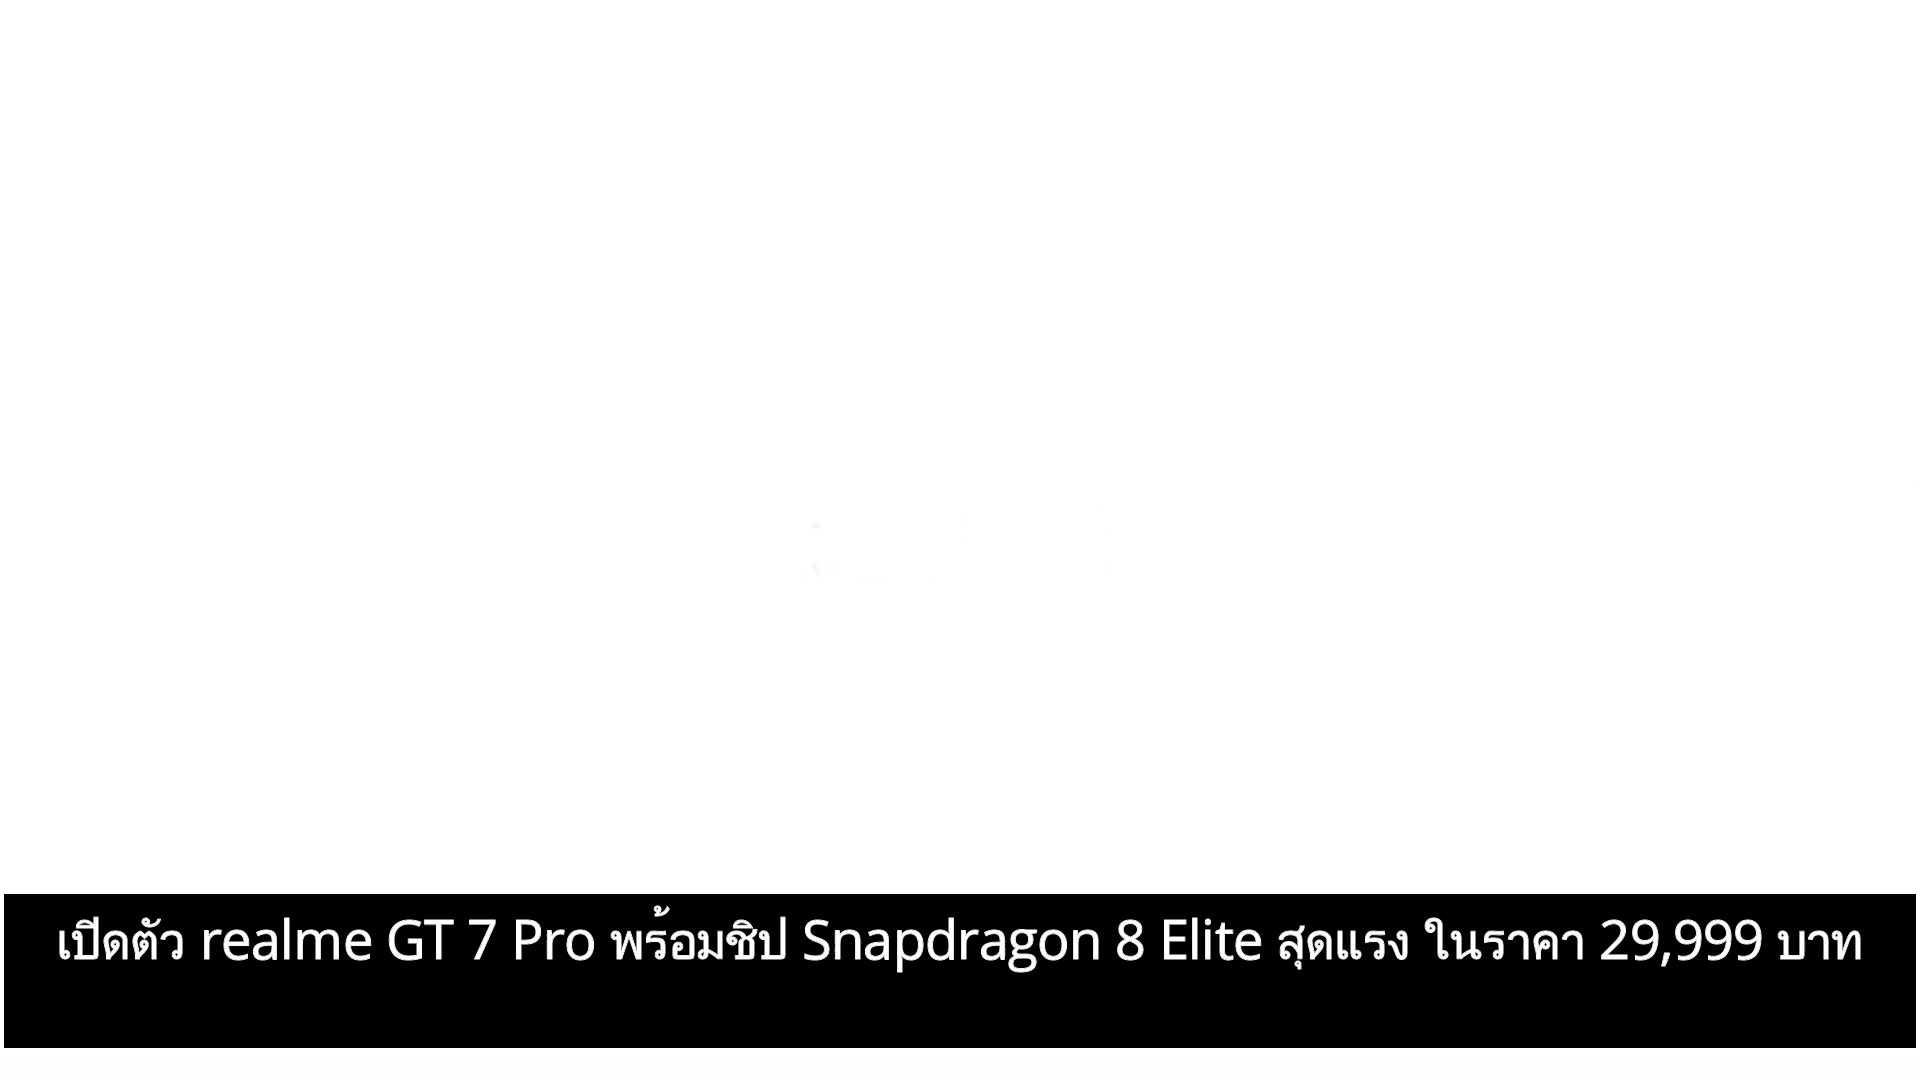 เปิดตัว realme GT 7 Pro พร้อมชิป Snapdragon 8 Elite สุดแรง ในราคา 29,999 บาท